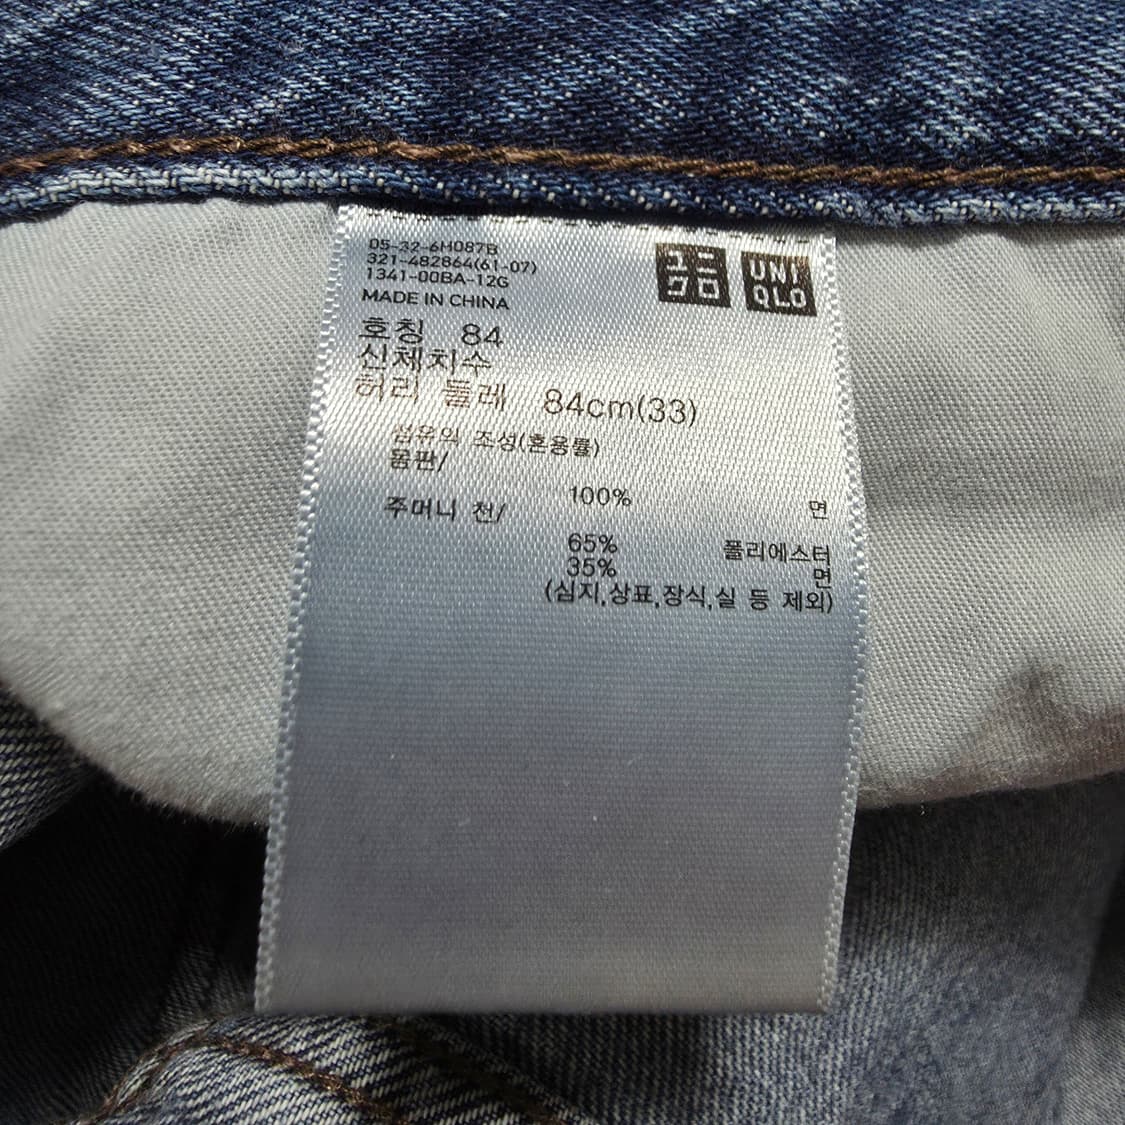 05-32-6H087B
321-482864(61-07)
1341-00BA-12G
MADE IN CHINA
ユニ
クロ
UNI
QLO
호칭 84
신체치수
허리 둘레 84cm(33)
섬유의 조성(혼용률)
몸판/
100% 면
주머니 천/
65% 폴리에스터
35% 면
(심지,상표,장식,실 등 제외)